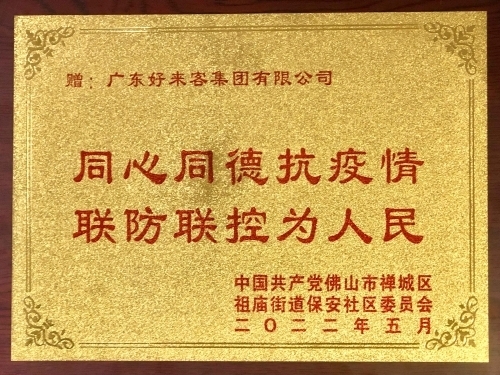 赠：广东好来客集团有限公司
同心同德抗疫情
联防联控为人民
中国共产党佛山市禅城区
祖庙街道保安社区委员会
二〇二二年五月